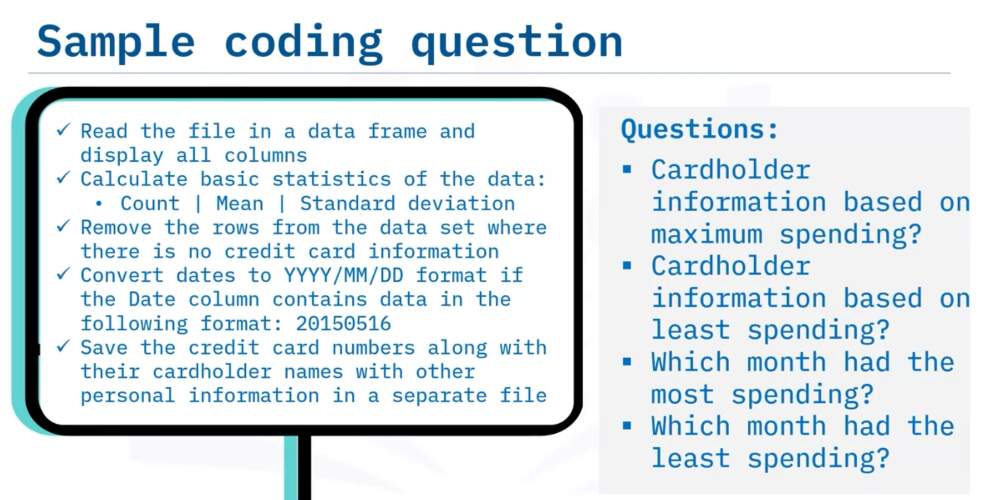 Sample coding question
✓ Read the file in a data frame and
display all columns
✓ Calculate basic statistics of the data:
• Count | Mean | Standard deviation
✓ Remove the rows from the data set where
there is no credit card information
✓ Convert dates to YYYY/MM/DD format if
the Date column contains data in the
following format: 20150516
✓ Save the credit card numbers along with
their cardholder names with other
personal information in a separate file
Questions:
▪ Cardholder
information based on
maximum spending?
▪ Cardholder
information based on
least spending?
▪ Which month had the
most spending?
▪ Which month had the
least spending?